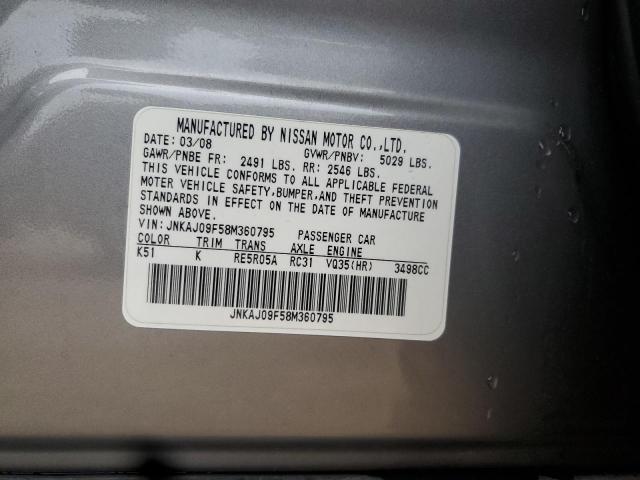 MANUFACTURED BY NISSAN MOTOR CO.,LTD.
DATE: 03/08 GVWR/PNBV: 5029 LBS.
GAWR/PNBE FR: 2491 LBS. RR: 2546 LBS.
THIS VEHICLE CONFORMS TO ALL APPLICABLE FEDERAL
MOTOR VEHICLE SAFETY,BUMPER,AND THEFT PREVENTION
STANDARDS IN EFFECT ON THE DATE OF MANUFACTURE
SHOWN ABOVE.
VIN: JNKAJ09F58M360795 PASSENGER CAR
COLOR TRIM TRANS AXLE ENGINE
K51 K RE5R05A RC31 VQ35(HR) 3498CC
JNKAJ09F58M360795